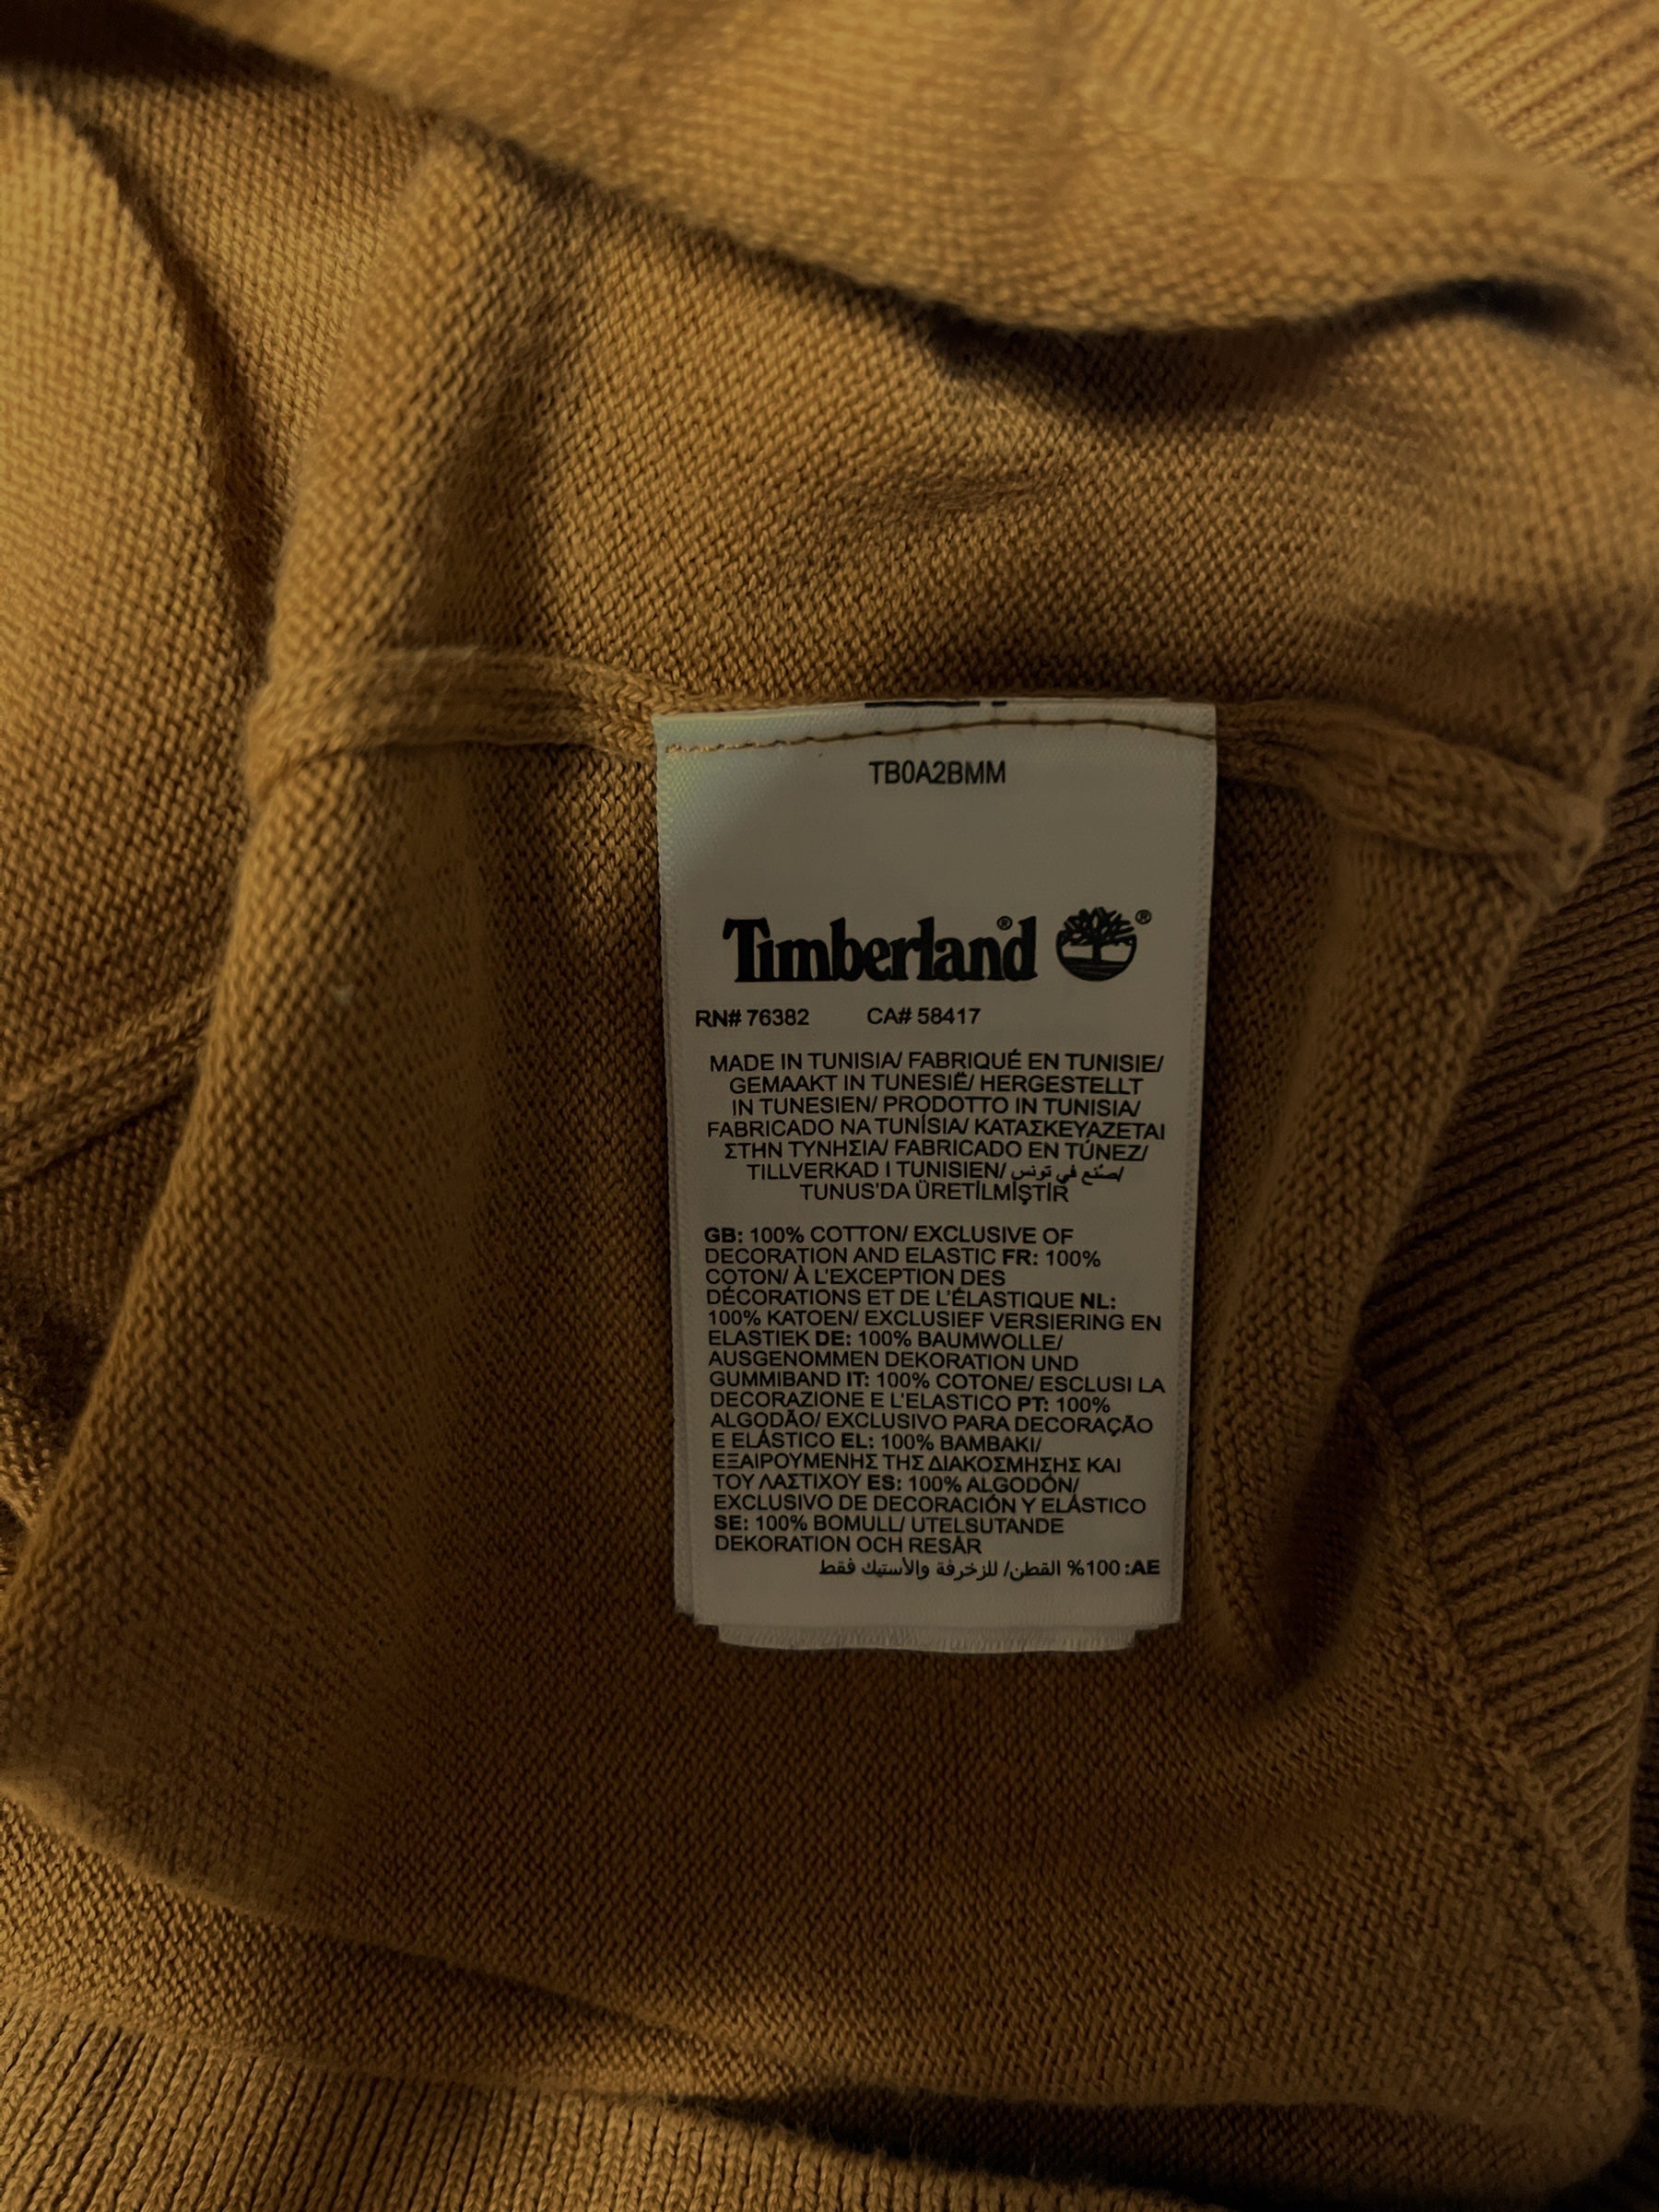 TB0A2BMM
Timberland® ®
RN# 76382 CA# 58417
MADE IN TUNISIA/ FABRIQUÉ EN TUNISIE/
GEMAAKT IN TUNESIË/ HERGESTELLT
IN TUNESIEN/ PRODOTTO IN TUNISIA/
FABRICADO NA TUNÍSIA/ ΚΑΤΑΣΚΕΥΑΖΕΤΑΙ
ΣΤΗΝ ΤΥΝΗΣΙΑ/ FABRICADO EN TÚNEZ/
TILLVERKAD I TUNISIEN/ صُنع في تونس/
TUNUS'DA ÜRETİLMİŞTİR
GB: 100% COTTON/ EXCLUSIVE OF
DECORATION AND ELASTIC FR: 100%
COTON/ À L'EXCEPTION DES
DÉCORATIONS ET DE L'ÉLASTIQUE NL:
100% KATOEN/ EXCLUSIEF VERSIERING EN
ELASTIEK DE: 100% BAUMWOLLE/
AUSGENOMMEN DEKORATION UND
GUMMIBAND IT: 100% COTONE/ ESCLUSI LA
DECORAZIONE E L'ELASTICO PT: 100%
ALGODÃO/ EXCLUSIVO PARA DECORAÇÃO
E ELÁSTICO EL: 100% ΒΑΜΒΑΚΙ/
ΕΞΑΙΡΟΥΜΕΝΗΣ ΤΗΣ ΔΙΑΚΟΣΜΗΣΗΣ ΚΑΙ
ΤΟΥ ΛΑΣΤΙΧΟΥ ES: 100% ALGODÓN/
EXCLUSIVO DE DECORACIÓN Y ELÁSTICO
SE: 100% BOMULL/ UTELSUTANDE
DEKORATION OCH RESÅR
AE: 100% القطن/ للزخرفة والأستيك فقط